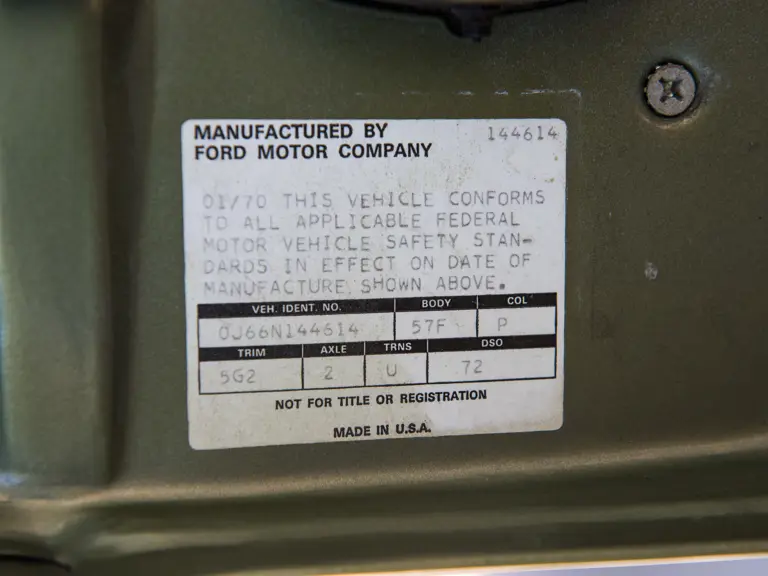 MANUFACTURED BY 144614
FORD MOTOR COMPANY
01/70 THIS VEHICLE CONFORMS
TO ALL APPLICABLE FEDERAL
MOTOR VEHICLE SAFETY STAN-
DARDS IN EFFECT ON DATE OF
MANUFACTURE SHOWN ABOVE.
VEH. IDENT. NO. BODY COL
0J66N144614 57F P
TRIM AXLE TRNS DSO
5G2 2 U 72
NOT FOR TITLE OR REGISTRATION
MADE IN U.S.A.